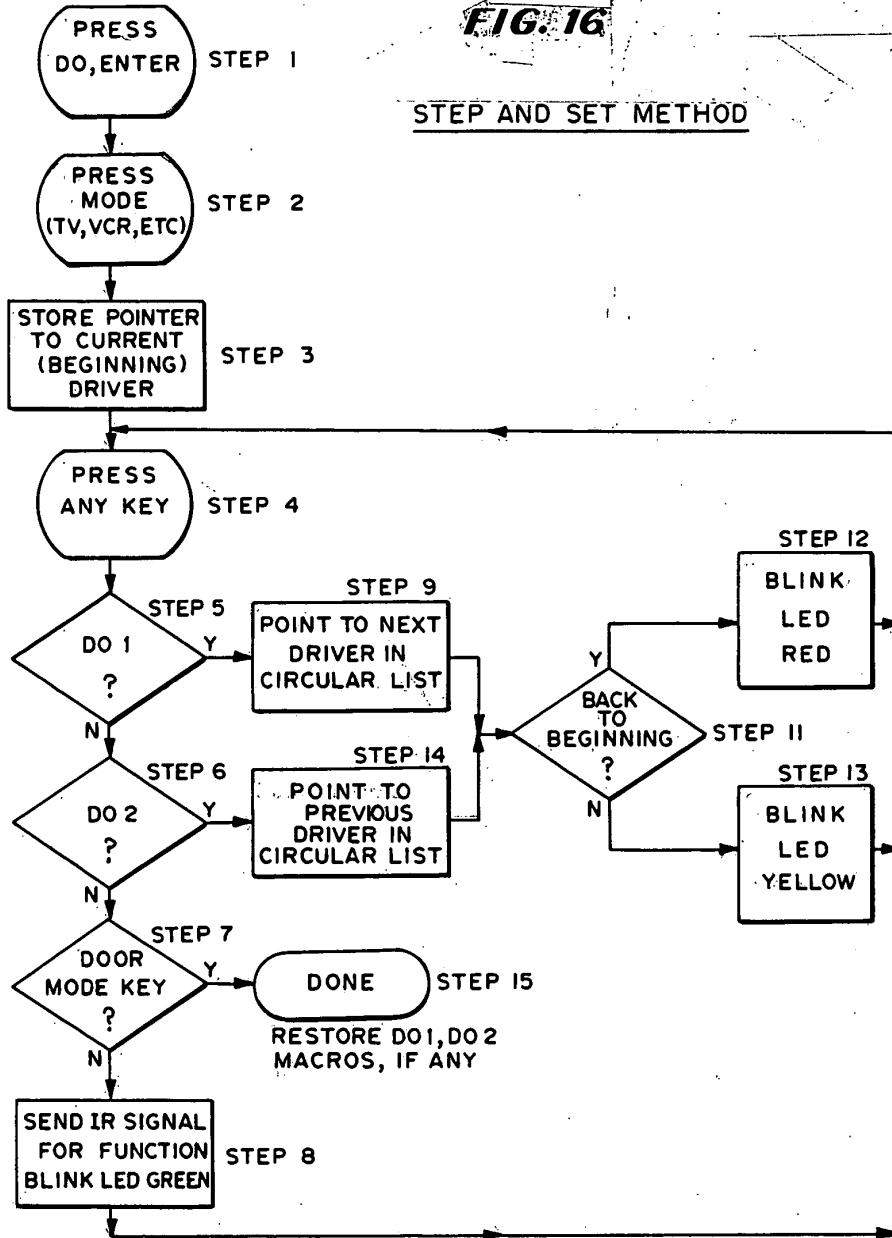 FIG. 16
STEP AND SET METHOD
PRESS
DO, ENTER
STEP 1
PRESS
MODE
(TV, VCR, ETC)
STEP 2
STORE POINTER
TO CURRENT
(BEGINNING)
DRIVER
STEP 3
PRESS
ANY KEY
STEP 4
STEP 5
DO 1
?
Y
N
STEP 9
POINT TO NEXT
DRIVER IN
CIRCULAR LIST
STEP 6
DO 2
?
Y
N
STEP 14
POINT TO
PREVIOUS
DRIVER IN
CIRCULAR LIST
BACK
TO
BEGINNING
?
Y
N
STEP 11
STEP 12
BLINK
LED
RED
STEP 13
BLINK
LED
YELLOW
STEP 7
DOOR
MODE KEY
?
Y
N
DONE
STEP 15
RESTORE DO1, DO2
MACROS, IF ANY
SEND IR SIGNAL
FOR FUNCTION
BLINK LED GREEN
STEP 8